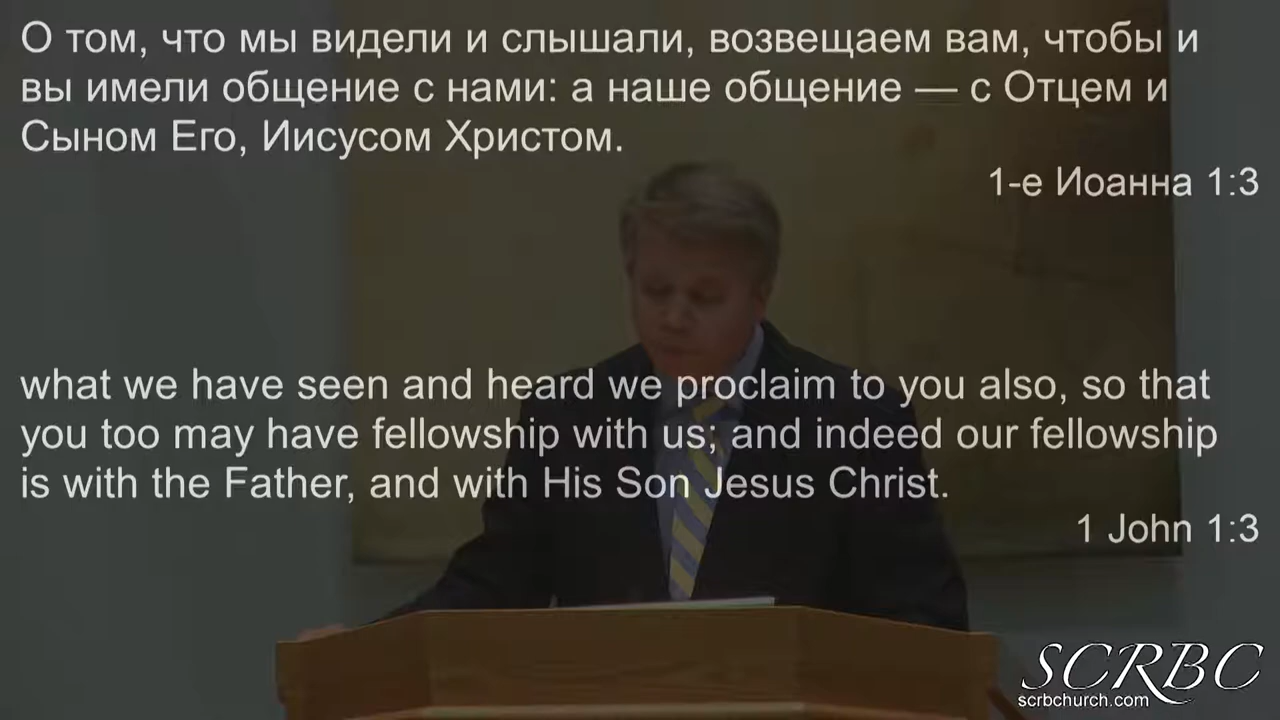 О том, что мы видели и слышали, возвещаем вам, чтобы и
вы имели общение с нами: а наше общение — с Отцем и
Сыном Его, Иисусом Христом.
1-е Иоанна 1:3
what we have seen and heard we proclaim to you also, so that
you too may have fellowship with us; and indeed our fellowship
is with the Father, and with His Son Jesus Christ.
1 John 1:3
SCRBC
scrbchurch.com